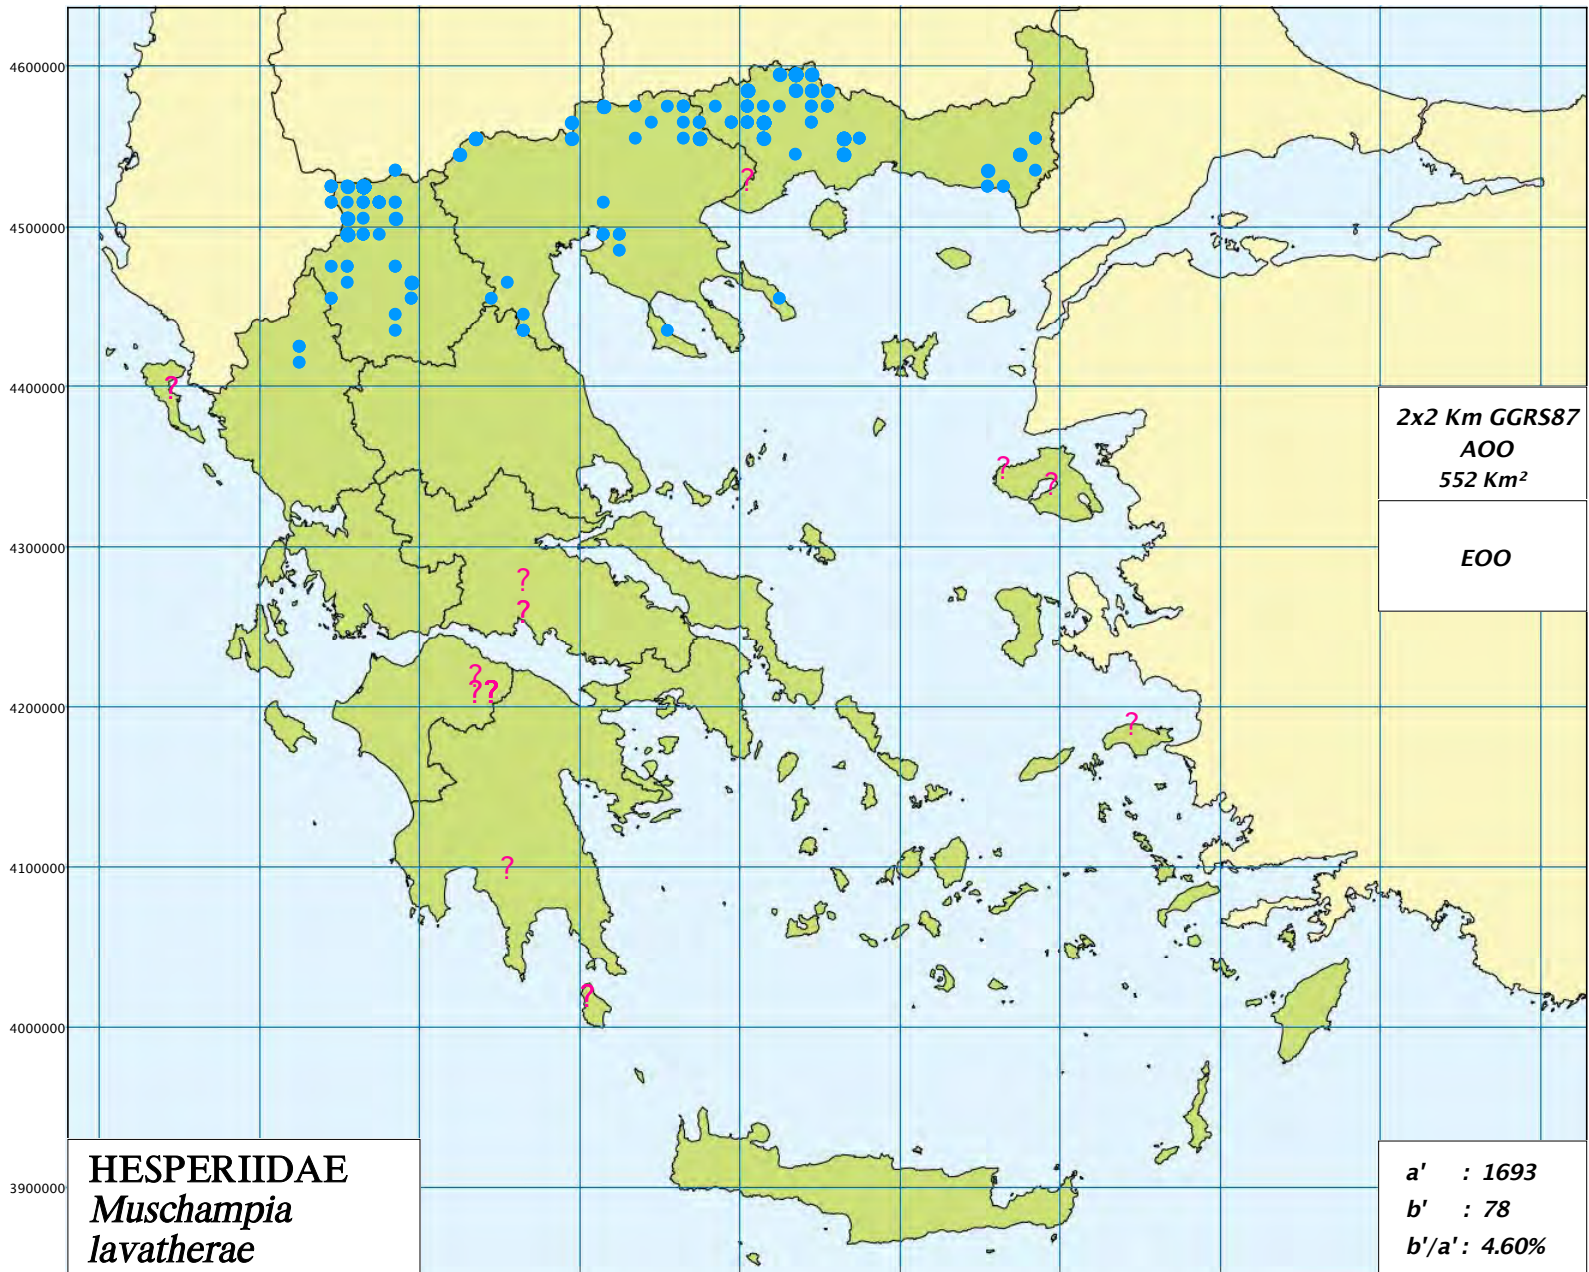 4600000
4500000
4400000
4300000
4200000
4100000
4000000
3900000
?
?
?
?
?
?
?
?
?
?
?
?
2x2 Km GGRS87
AOO
552 Km²
EOO
HESPERIIDAE
Muschampia
lavatherae
a' : 1693
b' : 78
b'/a' : 4.60%